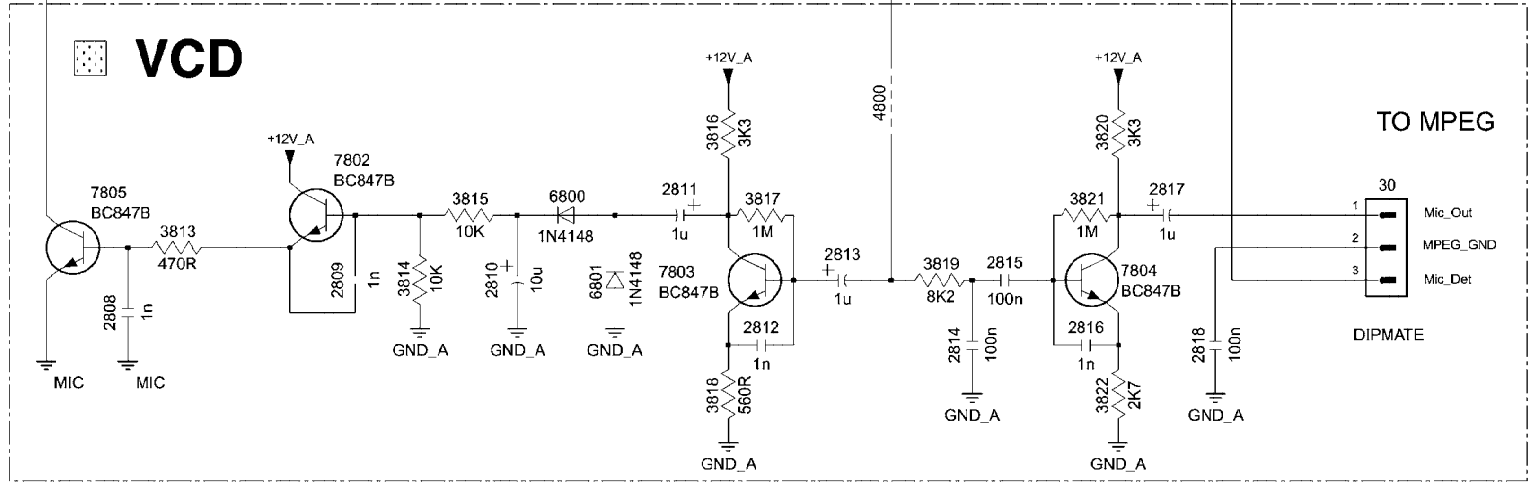 VCD
+12V_A
7805
BC847B
3813
470R
2808
1n
MIC
MIC
+12V_A
7802
BC847B
2809
1n
3815
10K
3814
10K
GND_A
2810
+
10u
GND_A
6800
1N4148
6801
1N4148
GND_A
2811
+
1u
+12V_A
3816
3K3
3817
1M
7803
BC847B
2812
1n
3818
560R
GND_A
2813
+
1u
4800
3819
8K2
2814
100n
GND_A
2815
100n
+12V_A
3820
3K3
3821
1M
7804
BC847B
2816
1n
3822
2K7
GND_A
2817
+
1u
2818
100n
GND_A
TO MPEG
30
1 Mic_Out
2 MPEG_GND
3 Mic_Det
DIPMATE